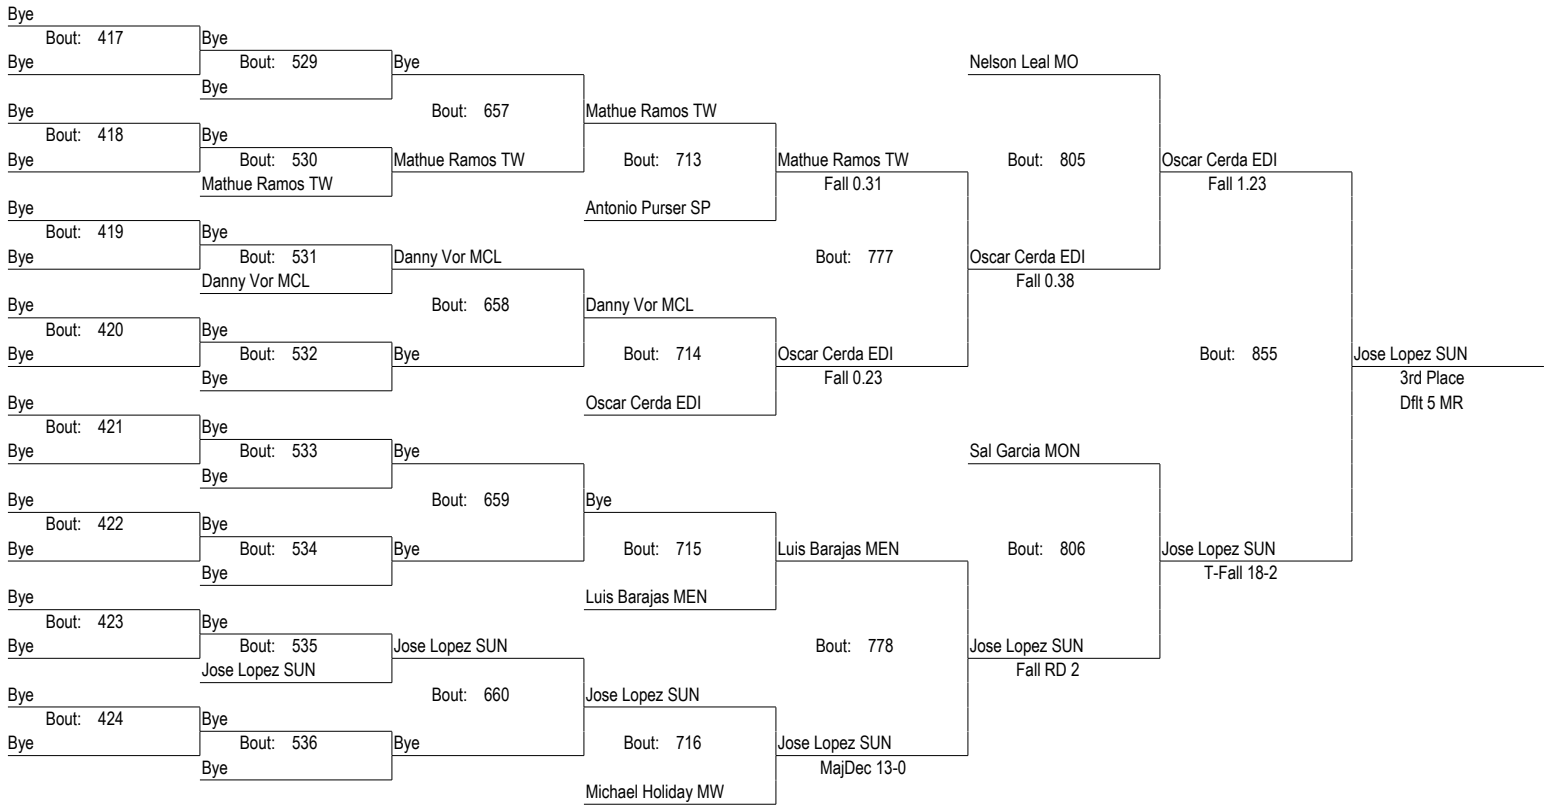 Bye
Bout: 417
Bye
Bye
Bout: 418
Bye
Bye
Bout: 419
Bye
Bye
Bout: 420
Bye
Bye
Bout: 421
Bye
Bye
Bout: 422
Bye
Bye
Bout: 423
Bye
Bye
Bout: 424
Bye
Bye
Bout: 529
Bye
Bye
Bout: 530
Mathue Ramos TW
Bye
Bout: 531
Danny Vor MCL
Bye
Bout: 532
Bye
Bye
Bout: 533
Bye
Bye
Bout: 534
Bye
Bye
Bout: 535
Jose Lopez SUN
Bye
Bout: 536
Bye
Bye
Bout: 657
Mathue Ramos TW
Danny Vor MCL
Bout: 658
Bye
Bye
Bout: 659
Bye
Jose Lopez SUN
Bout: 660
Bye
Mathue Ramos TW
Bout: 713
Antonio Purser SP
Danny Vor MCL
Bout: 714
Oscar Cerda EDI
Bye
Bout: 715
Luis Barajas MEN
Jose Lopez SUN
Bout: 716
Michael Holiday MW
Mathue Ramos TW
Fall 0.31
Bout: 777
Oscar Cerda EDI
Fall 0.23
Luis Barajas MEN
Bout: 778
Jose Lopez SUN
MajDec 13-0
Nelson Leal MO
Bout: 805
Oscar Cerda EDI
Fall 0.38
Sal Garcia MON
Bout: 806
Jose Lopez SUN
Fall RD 2
Oscar Cerda EDI
Fall 1.23
Bout: 855
Jose Lopez SUN
T-Fall 18-2
Jose Lopez SUN
3rd Place
Dflt 5 MR